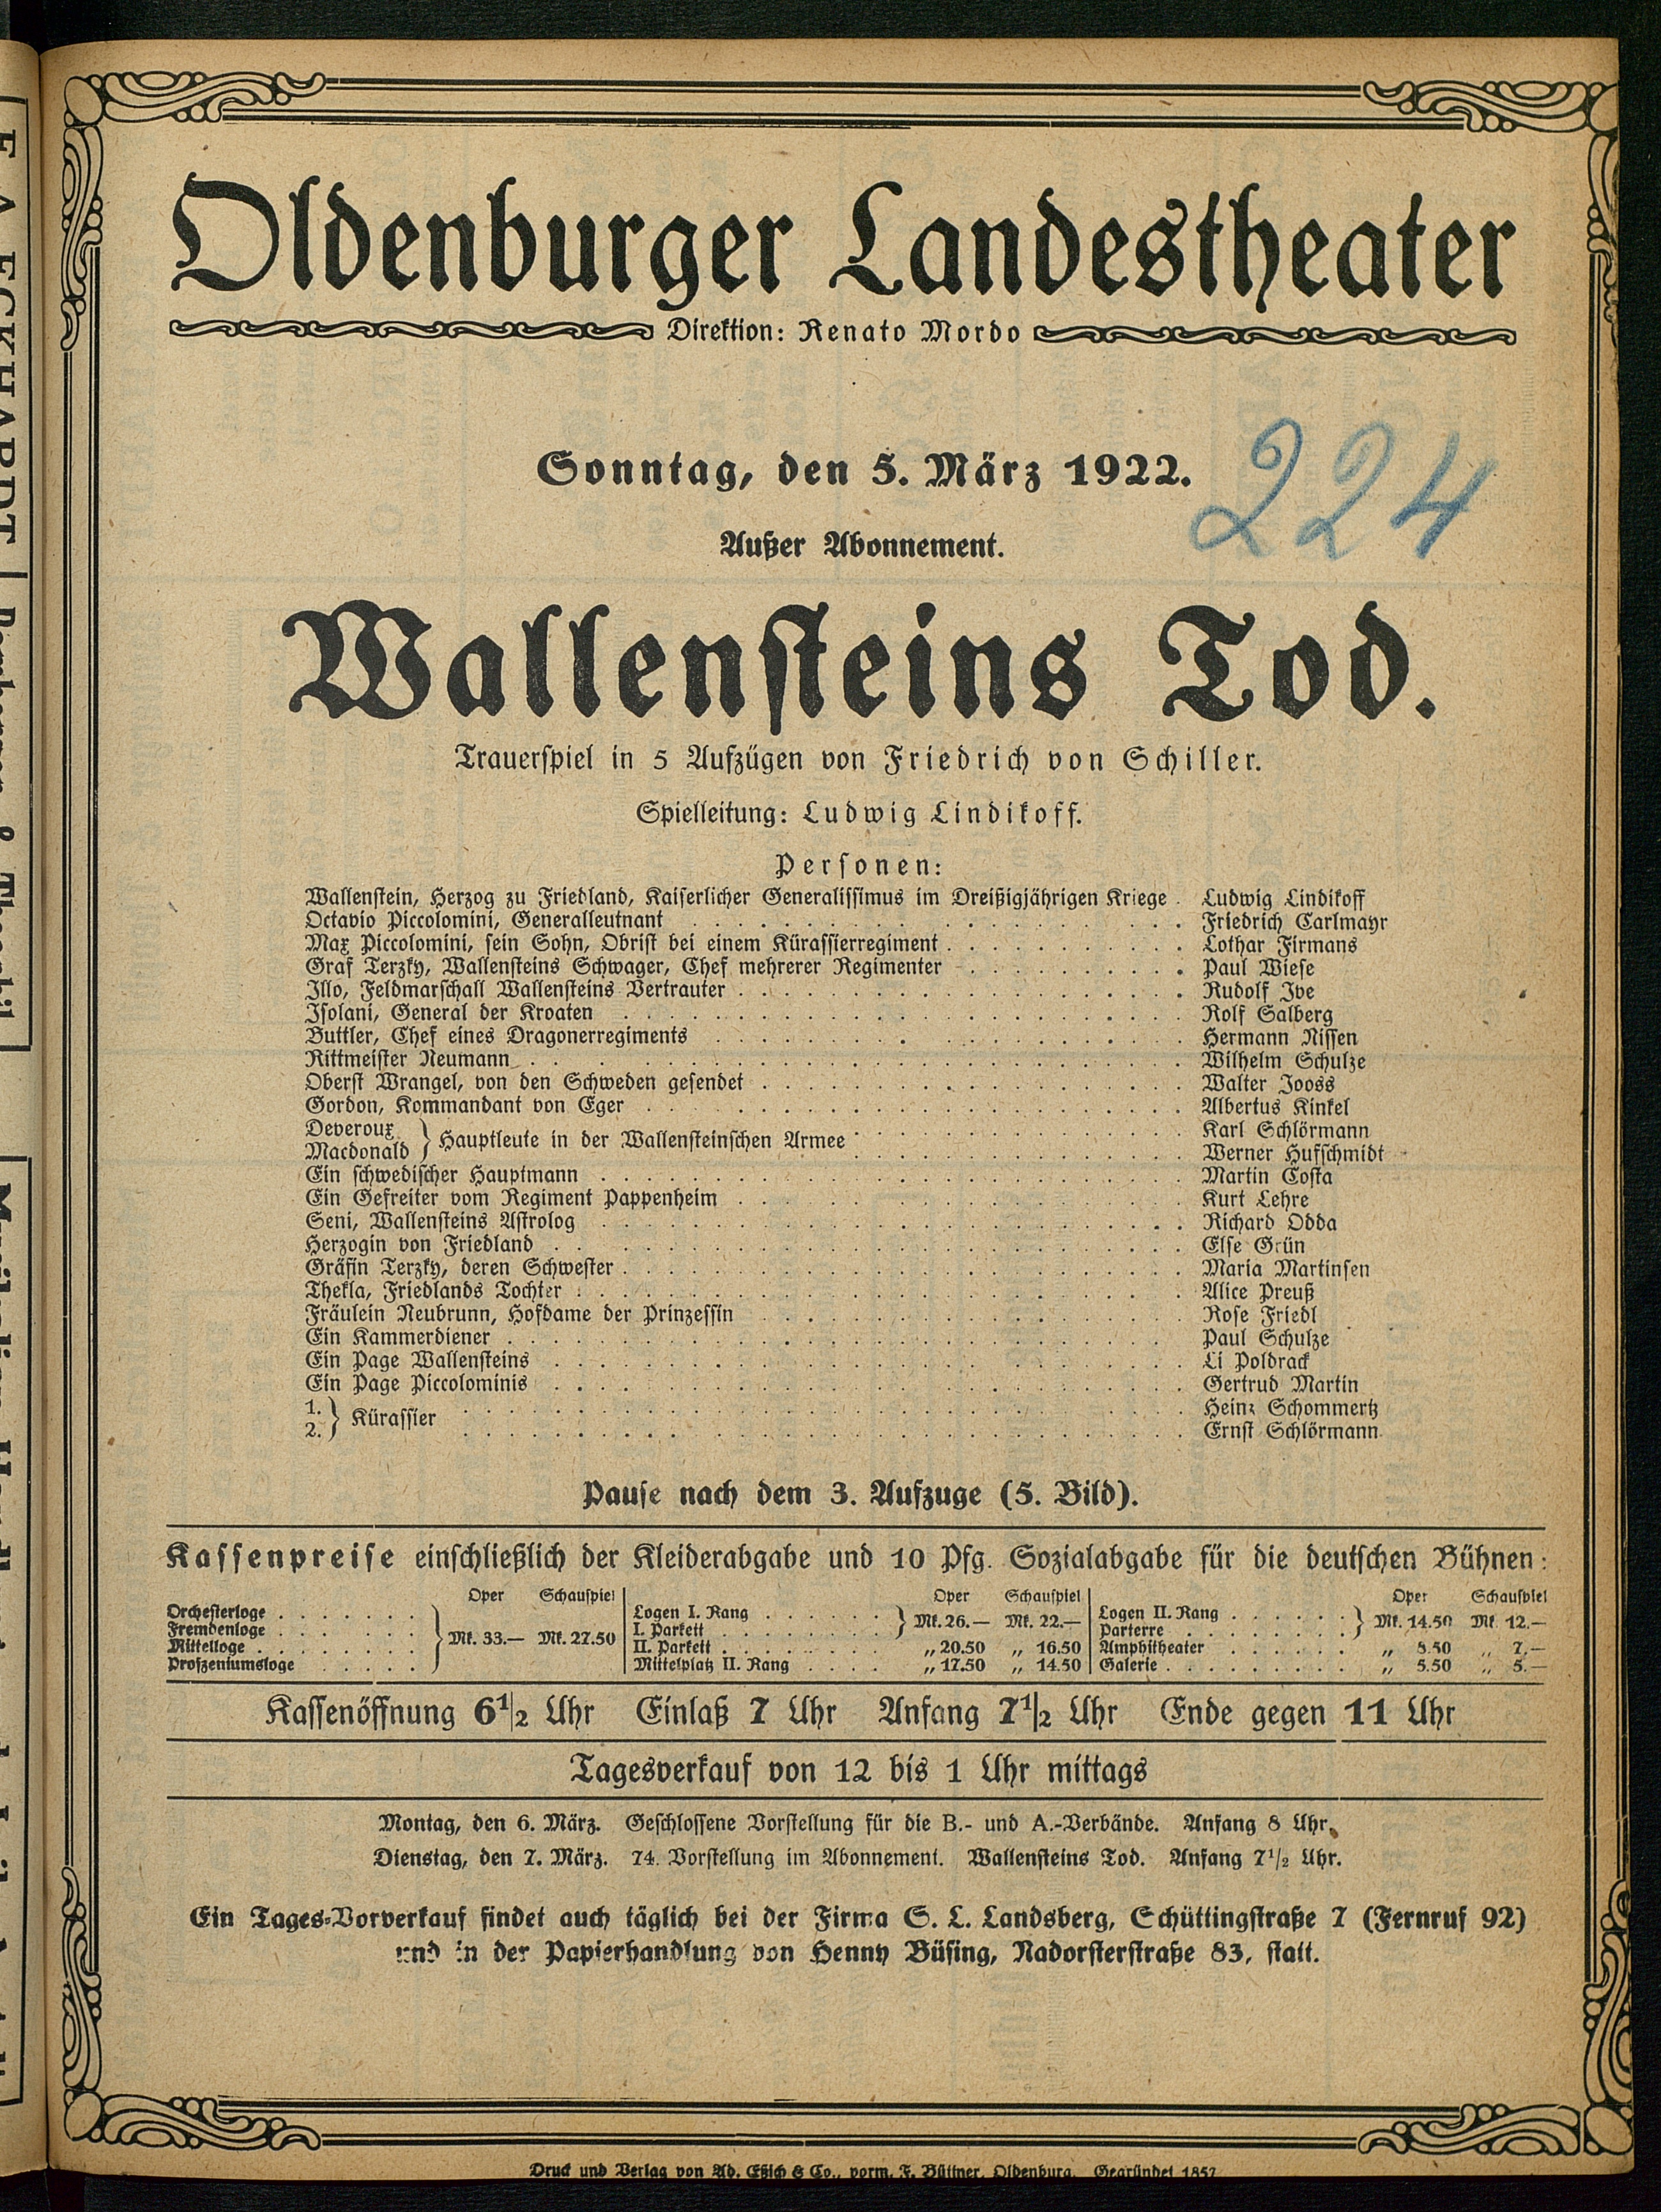 Oldenburger Landestheater
Direktion: Renato Mordo
Sonntag, den 5. März 1922.
224
Außer Abonnement.
Wallensteins Tod.
Trauerspiel in 5 Aufzügen von Friedrich von Schiller.
Spielleitung: Ludwig Lindikoff.
Personen:
Wallenstein, Herzog zu Friedland, Kaiserlicher Generalissimus im Dreißigjährigen Kriege . Ludwig Lindikoff
Octavio Piccolomini, Generalleutnant . . . Friedrich Carlmayr
Max Piccolomini, sein Sohn, Obrist bei einem Kürassierregiment . . . Lothar Firmans
Graf Terzky, Wallensteins Schwager, Chef mehrerer Regimenter . . . Paul Wiese
Illo, Feldmarschall Wallensteins Vertrauter . . . Rudolf Ive
Isolani, General der Kroaten . . . Rolf Salberg
Buttler, Chef eines Dragonerregiments . . . Hermann Nissen
Rittmeister Neumann . . . Wilhelm Schulze
Oberst Wrangel, von den Schweden gesendet . . . Walter Jooss
Gordon, Kommandant von Eger . . . Albertus Kinkel
Deveroux } Hauptleute in der Wallensteinschen Armee . . . Karl Schlörmann
Macdonald . . . Werner Hufschmidt
Ein schwedischer Hauptmann . . . Martin Costa
Ein Gefreiter vom Regiment Pappenheim . . . Kurt Lehre
Seni, Wallensteins Astrolog . . . Richard Odda
Herzogin von Friedland . . . Else Grün
Gräfin Terzky, deren Schwester . . . Maria Martinsen
Thekla, Friedlands Tochter . . . Alice Preuß
Fräulein Neubrunn, Hofdame der Prinzessin . . . Rose Friedl
Ein Kammerdiener . . . Paul Schulze
Ein Page Wallensteins . . . Li Poldrack
Ein Page Piccolominis . . . Gertrud Martin
1. } Kürassier . . . Heinz Schommertz
2. . . . Ernst Schlörmann
Pause nach dem 3. Aufzuge (5. Bild).
Kassenpreise einschließlich der Kleiderabgabe und 10 Pfg. Sozialabgabe für die deutschen Bühnen:
Oper Schauspiel Oper Schauspiel Oper Schauspiel
Orchesterloge . . . Logen I. Rang . . . } Mk. 26.— Mk. 22.— Logen II. Rang . . . } Mk. 14.50 Mk. 12.—
Fremdenloge . . . } Mk. 33.— Mk. 27.50 I. Parkett . . . Parterre . . .
Mittelloge . . . II. Parkett . . . „ 20.50 „ 16.50 Amphitheater . . . „ 8.50 „ 7.—
Proszeniumsloge . . . Mittelplatz II. Rang . . . „ 17.50 „ 14.50 Galerie . . . „ 5.50 „ 5.—
Kassenöffnung 6½ Uhr Einlaß 7 Uhr Anfang 7½ Uhr Ende gegen 11 Uhr
Tagesverkauf von 12 bis 1 Uhr mittags
Montag, den 6. März. Geschlossene Vorstellung für die B.- und A.-Verbände. Anfang 8 Uhr.
Dienstag, den 7. März. 74. Vorstellung im Abonnement. Wallensteins Tod. Anfang 7½ Uhr.
Ein Tages-Vorverkauf findet auch täglich bei der Firma S. L. Landsberg, Schüttingstraße 7 (Fernruf 92)
und in der Papierhandlung von Henny Büsing, Nadorsterstraße 83, statt.
Druck und Verlag von Ad. Eßich & Co., vorm. F. Büttner, Oldenburg. Gegründet 1857